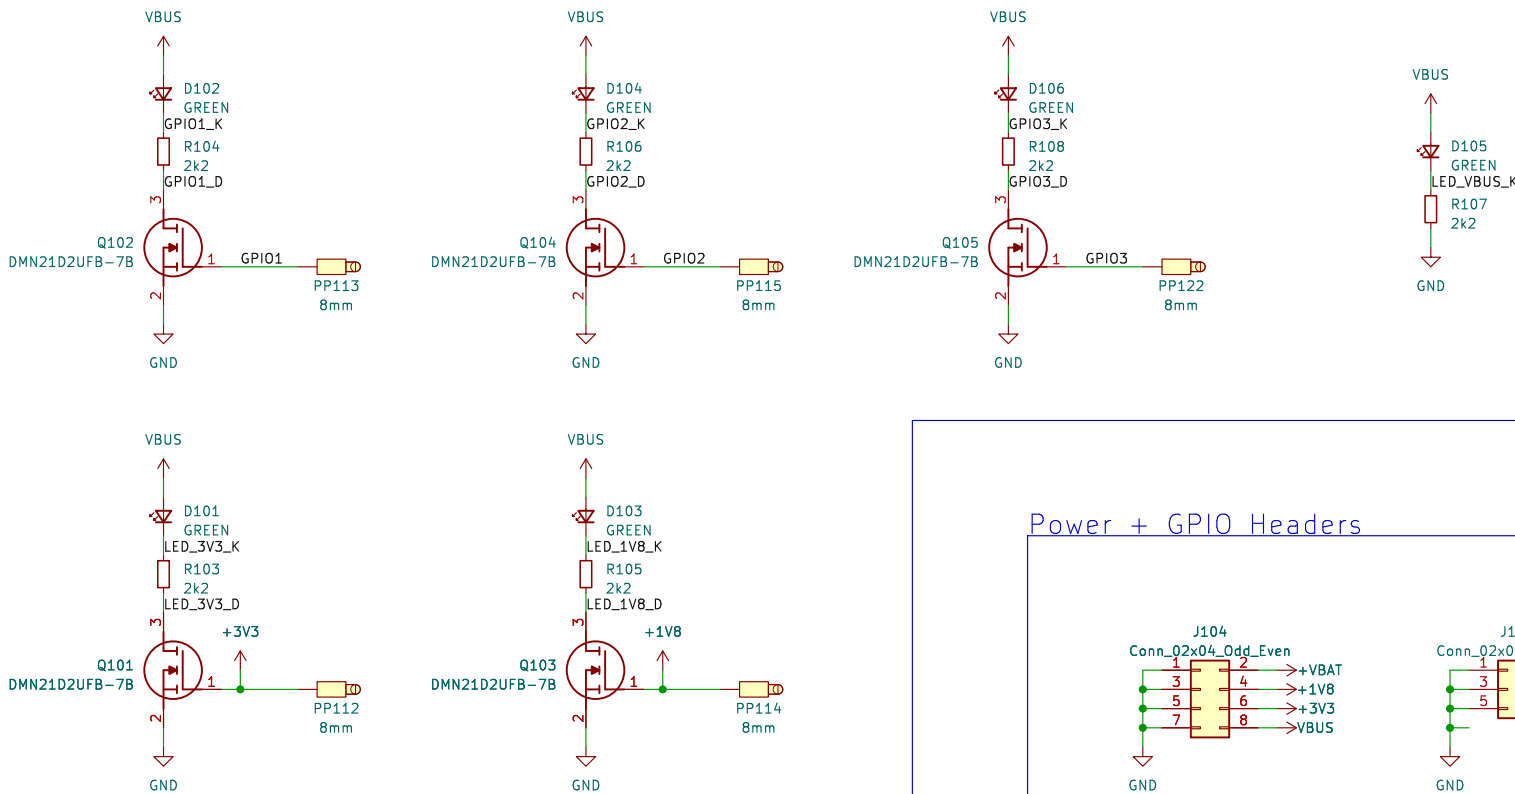 VBUS
D102
GREEN
GPIO1_K
R104
2k2
GPIO1_D
3
Q102
DMN21D2UFB-7B
1
GPIO1
2
PP113
8mm
GND
VBUS
D104
GREEN
GPIO2_K
R106
2k2
GPIO2_D
3
Q104
DMN21D2UFB-7B
1
GPIO2
2
PP115
8mm
GND
VBUS
D106
GREEN
GPIO3_K
R108
2k2
GPIO3_D
3
Q105
DMN21D2UFB-7B
1
GPIO3
2
PP122
8mm
GND
VBUS
D105
GREEN
LED_VBUS_K
R107
2k2
GND
VBUS
D101
GREEN
LED_3V3_K
R103
2k2
LED_3V3_D
3
+3V3
Q101
DMN21D2UFB-7B
1
2
PP112
8mm
GND
VBUS
D103
GREEN
LED_1V8_K
R105
2k2
LED_1V8_D
3
+1V8
Q103
DMN21D2UFB-7B
1
2
PP114
8mm
GND
Power + GPIO Headers
J104
Conn_02x04_Odd_Even
1 2 +VBAT
3 4 +1V8
5 6 +3V3
7 8 VBUS
GND
J1
Conn_02x0
1
3
5
GND